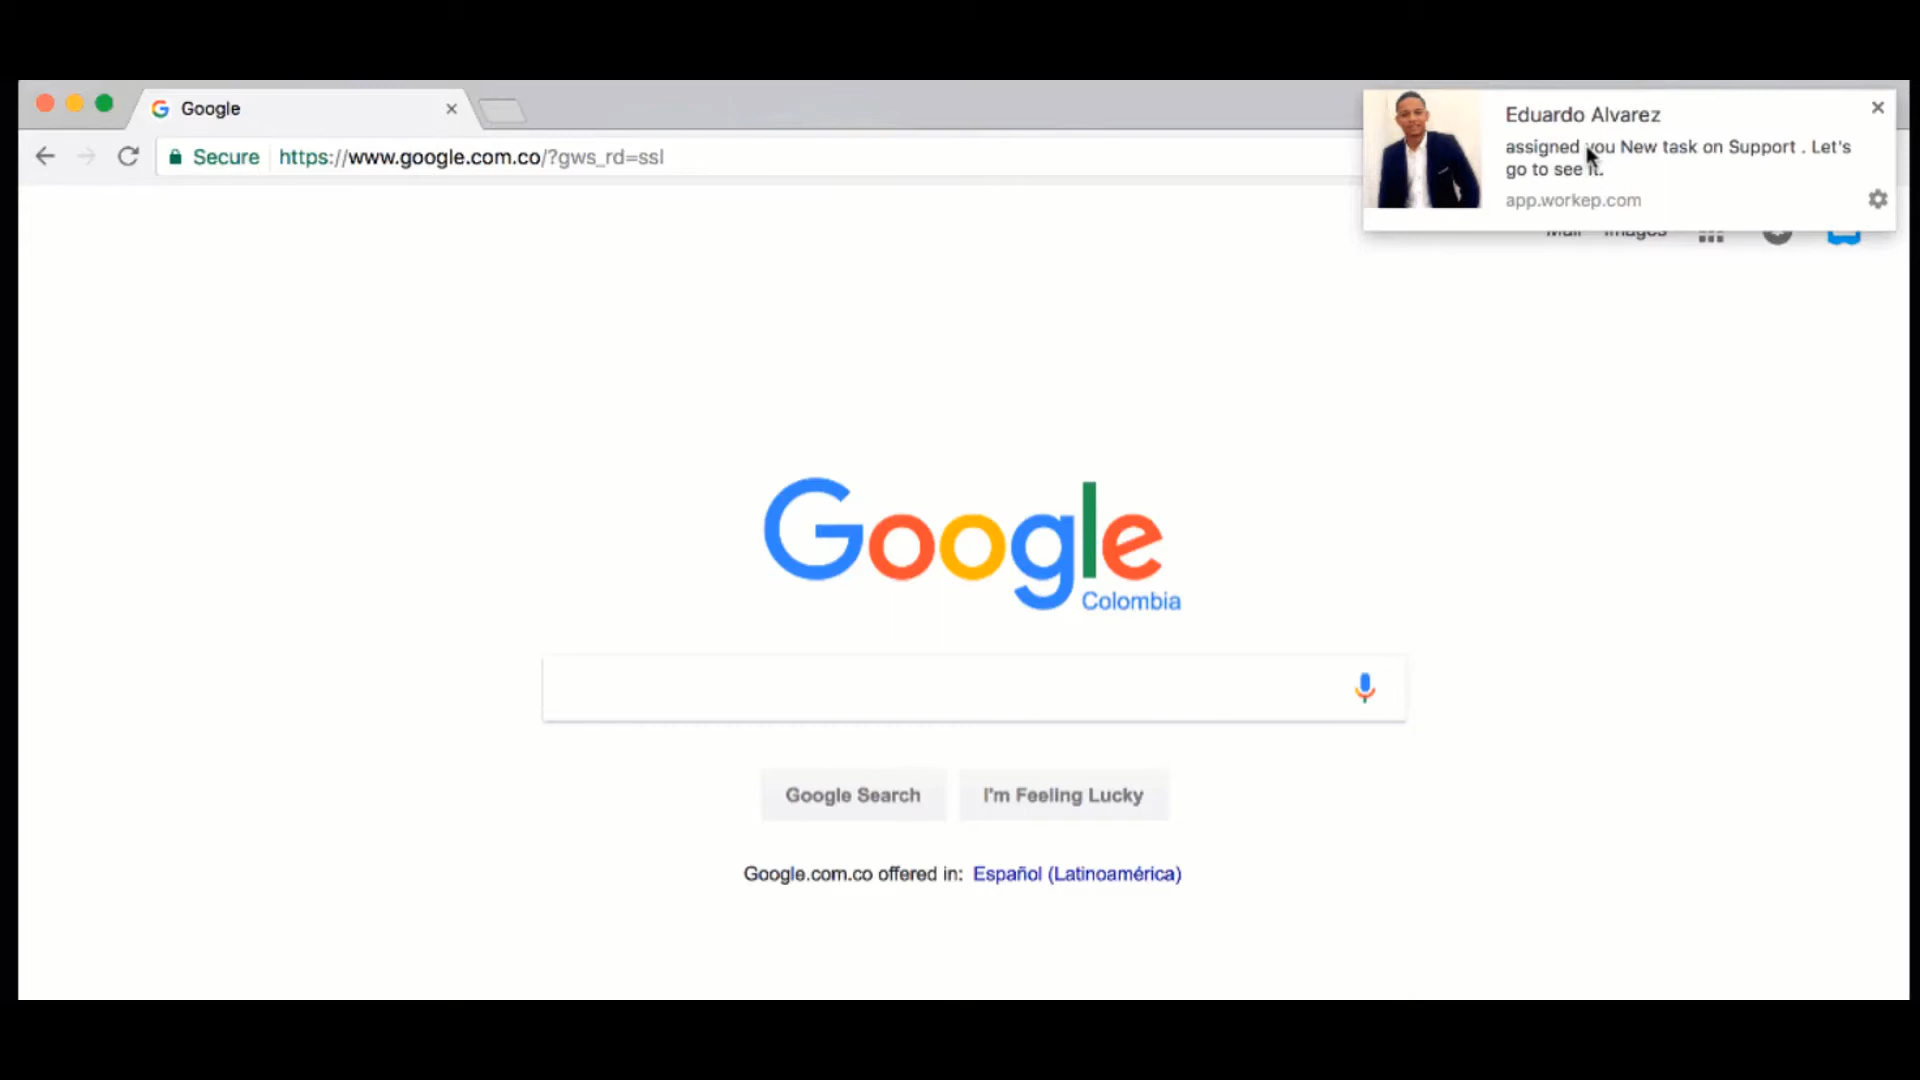 Google
Secure https://www.google.com.co/?gws_rd=ssl
Eduardo Alvarez
assigned you New task on Support . Let's
go to see it.
app.workep.com
Mail Images
Google
Colombia
Google Search I'm Feeling Lucky
Google.com.co offered in: Español (Latinoamérica)